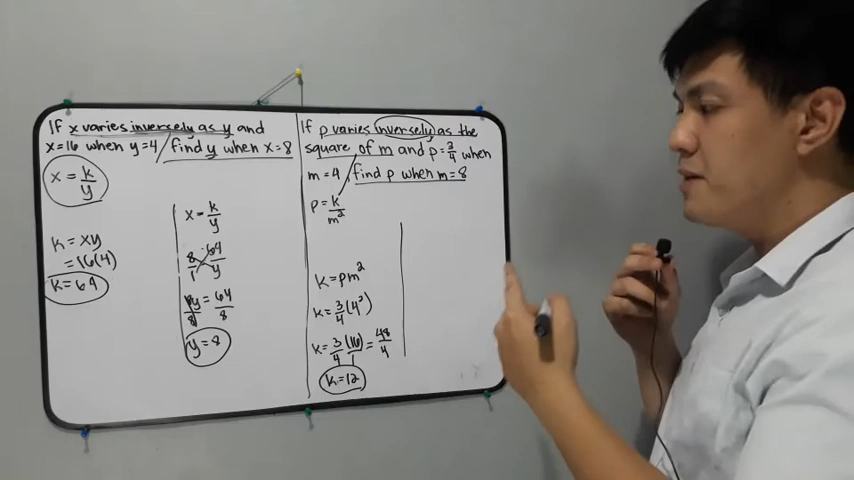 If x varies inversely as y and
x=16 when y=4/find y when x=8
x = k/y
k = xy
= 16(4)
k = 64
x = k/y
8/1 = 64/y
8y/8 = 64/8
y = 8
If p varies inversely as the
square of m and p = 3/4 when
m = 4/find p when m=8
p = k/m²
k = pm²
k = 3/4(4²)
k = 3/4(16) = 48/4
k = 12